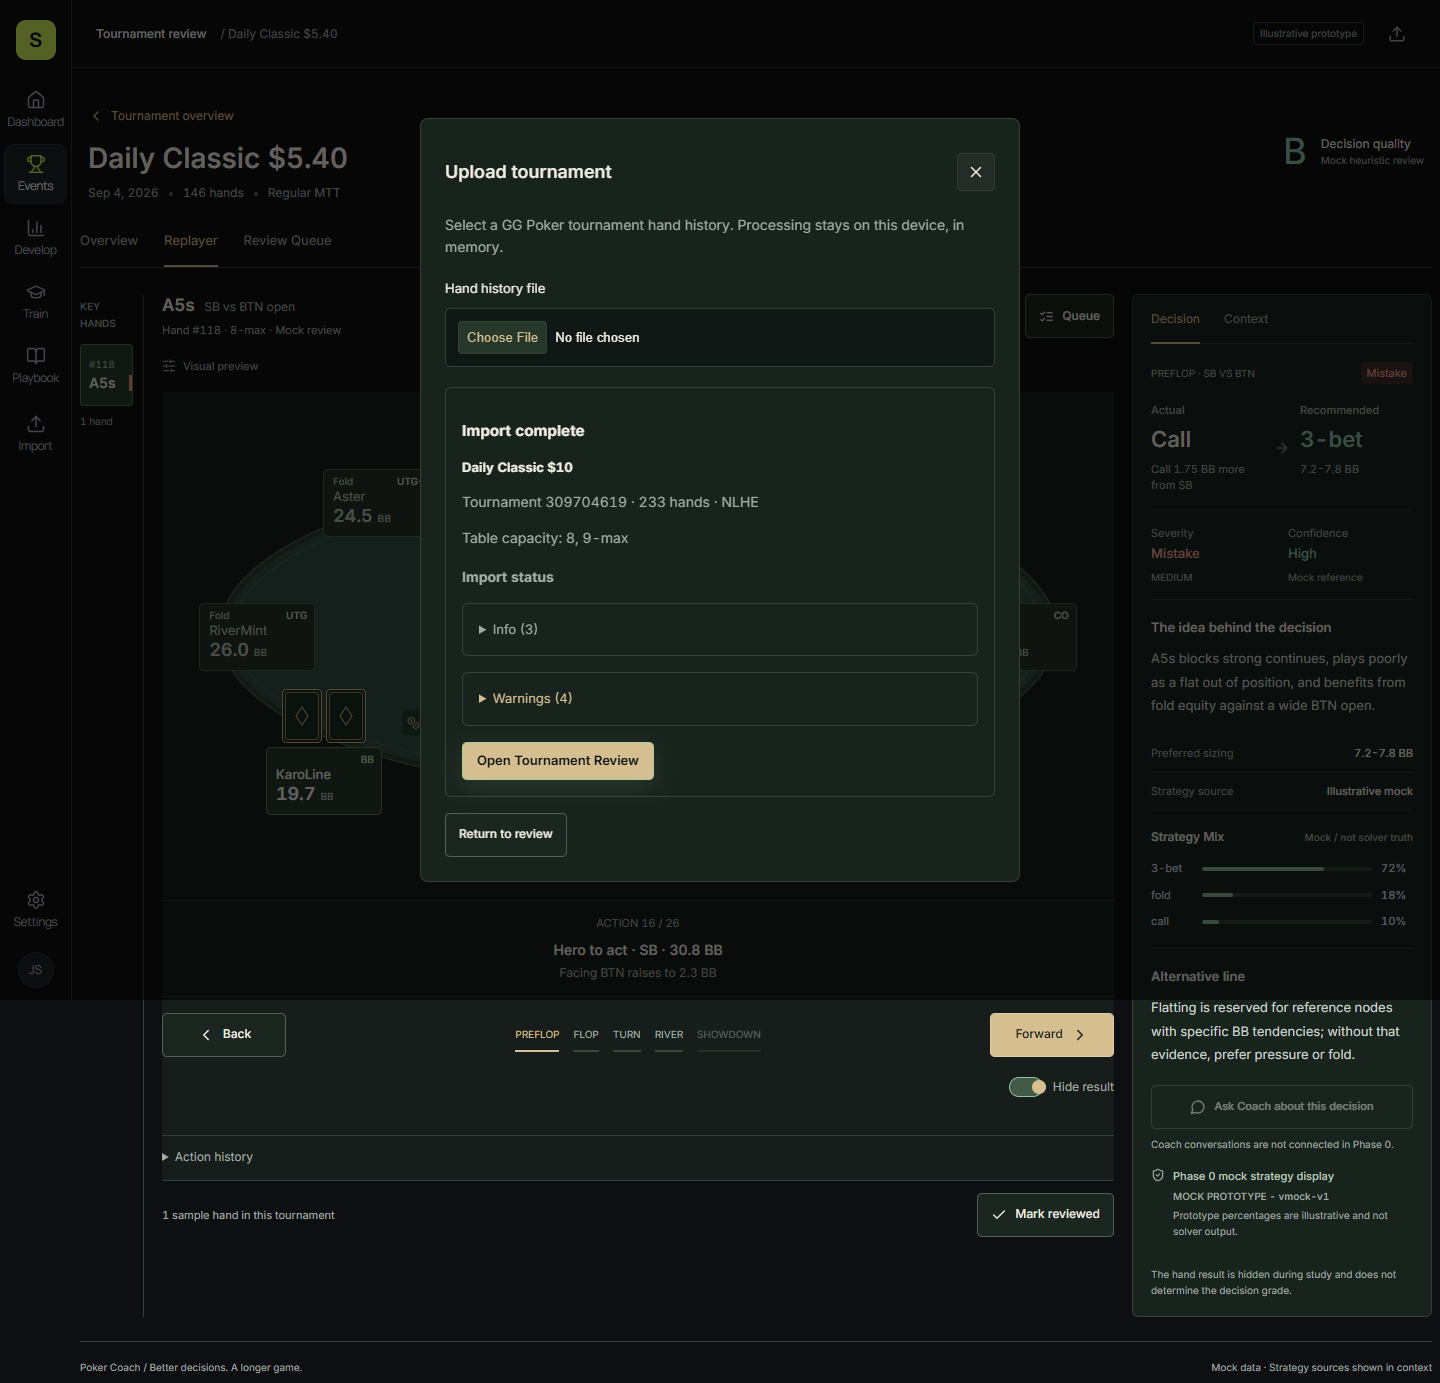 S
Tournament review / Daily Classic $5.40
Illustrative prototype
Dashboard
Events
Develop
Train
Playbook
Import
Settings
JS
Tournament overview
Daily Classic $5.40
Sep 4, 2026 • 146 hands • Regular MTT
B
Decision quality
Mock heuristic review
Overview
Replayer
Review Queue
KEY
HANDS
#118
A5s
1 hand
A5s SB vs BTN open
Hand #118 · 8-max · Mock review
Visual preview
Queue
Fold UTG
Aster
24.5 BB
Fold UTG
RiverMint
26.0 BB
BB
KaroLine
19.7 BB
CO
BB
Upload tournament
Select a GG Poker tournament hand history. Processing stays on this device, in
memory.
Hand history file
Choose File No file chosen
Import complete
Daily Classic $10
Tournament 309704619 · 233 hands · NLHE
Table capacity: 8, 9-max
Import status
Info (3)
Warnings (4)
Open Tournament Review
Return to review
ACTION 16 / 26
Hero to act · SB · 30.8 BB
Facing BTN raises to 2.3 BB
Back
PREFLOP
FLOP
TURN
RIVER
SHOWDOWN
Forward
Hide result
Action history
1 sample hand in this tournament
Mark reviewed
Decision
Context
PREFLOP · SB VS BTN
Mistake
Actual
Call
Call 1.75 BB more
from SB
Recommended
3-bet
7.2-7.8 BB
Severity
Mistake
MEDIUM
Confidence
High
Mock reference
The idea behind the decision
A5s blocks strong continues, plays poorly
as a flat out of position, and benefits from
fold equity against a wide BTN open.
Preferred sizing 7.2-7.8 BB
Strategy source Illustrative mock
Strategy Mix Mock / not solver truth
3-bet 72%
fold 18%
call 10%
Alternative line
Flatting is reserved for reference nodes
with specific BB tendencies; without that
evidence, prefer pressure or fold.
Ask Coach about this decision
Coach conversations are not connected in Phase 0.
Phase 0 mock strategy display
MOCK PROTOTYPE - vmock-v1
Prototype percentages are illustrative and not
solver output.
The hand result is hidden during study and does not
determine the decision grade.
Poker Coach / Better decisions. A longer game.
Mock data · Strategy sources shown in context